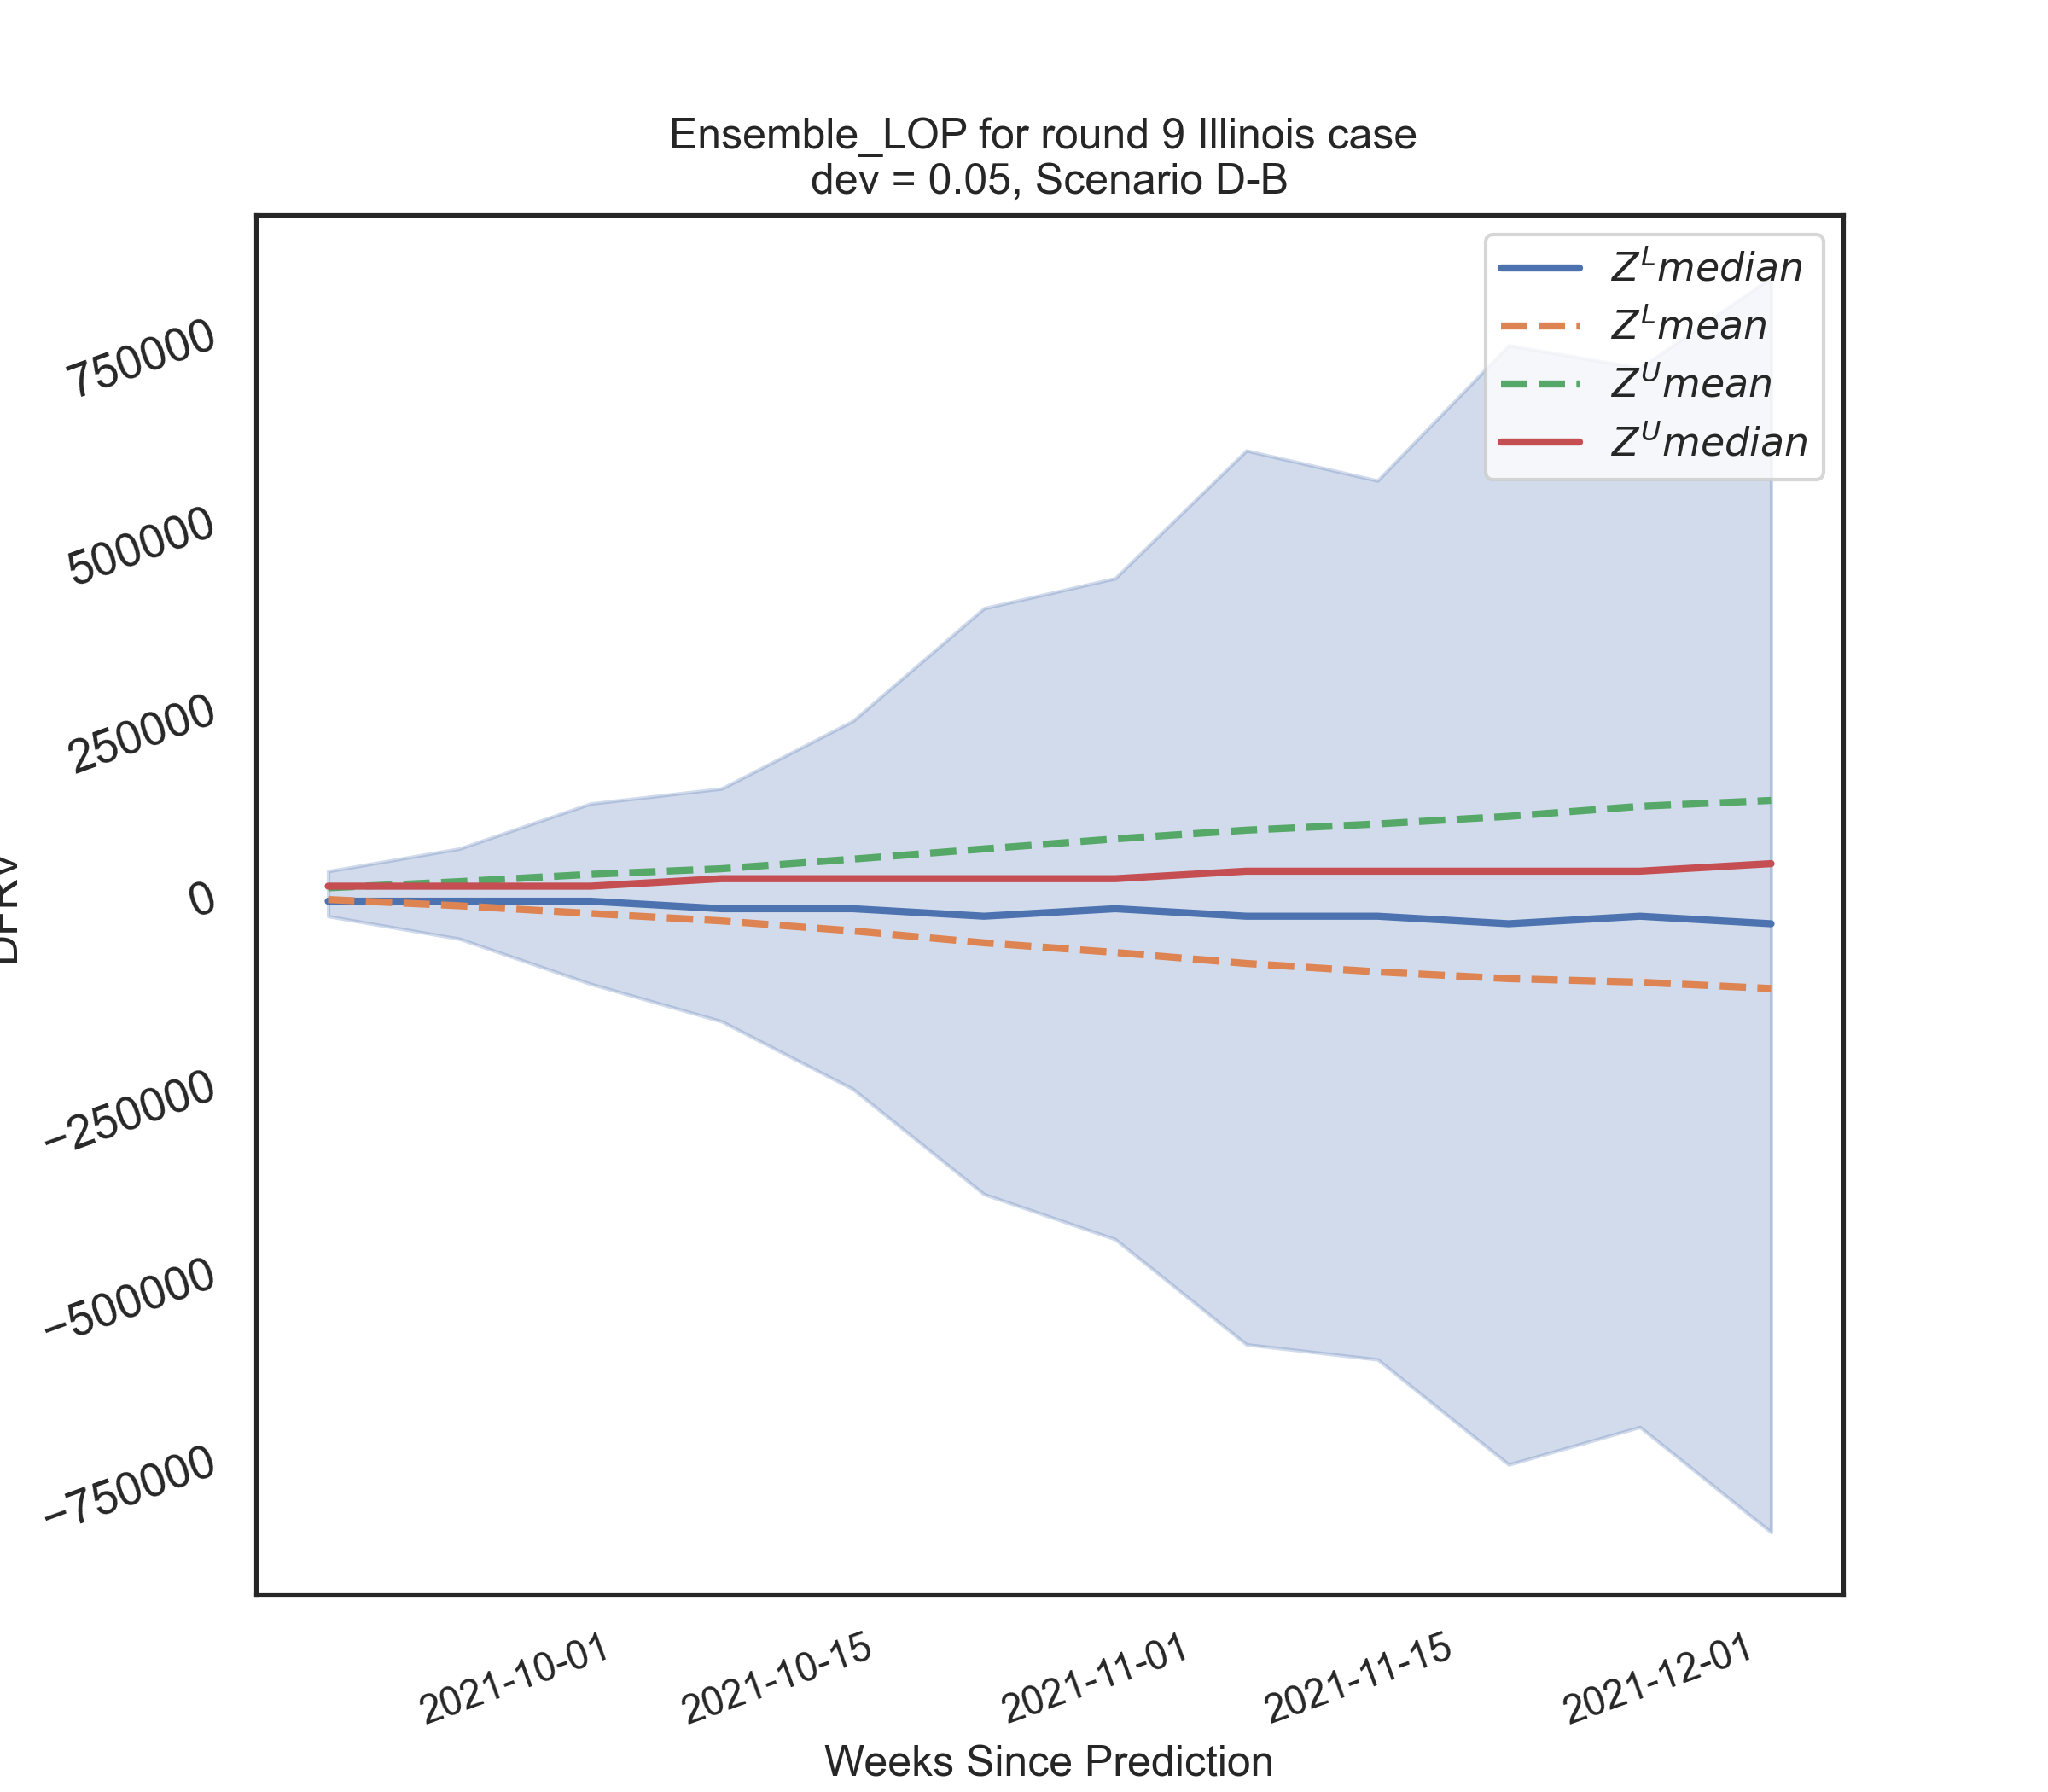 Ensemble_LOP for round 9 Illinois case
dev = 0.05, Scenario D-B
Z^L median
Z^L mean
Z^U mean
Z^U median
750000
500000
250000
0
−250000
−500000
−750000
2021-10-01
2021-10-15
2021-11-01
2021-11-15
2021-12-01
Weeks Since Prediction